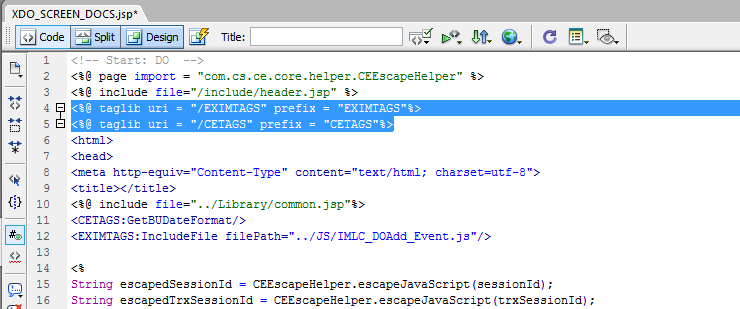 XDO_SCREEN_DOCS.jsp*
Code Split Design Title:
1 <!-- Start: DO -->
2 <%@ page import = "com.cs.ce.core.helper.CEEscapeHelper" %>
3 <%@ include file="/include/header.jsp" %>
4 <%@ taglib uri = "/EXIMTAGS" prefix = "EXIMTAGS"%>
5 <%@ taglib uri = "/CETAGS" prefix = "CETAGS"%>
6 <html>
7 <head>
8 <meta http-equiv="Content-Type" content="text/html; charset=utf-8">
9 <title></title>
10 <%@ include file="../Library/common.jsp"%>
11 <CETAGS:GetBUDateFormat/>
12 <EXIMTAGS:IncludeFile filePath="../JS/IMLC_DOAdd_Event.js"/>
13
14 <%
15 String escapedSessionId = CEEscapeHelper.escapeJavaScript(sessionId);
16 String escapedTrxSessionId = CEEscapeHelper.escapeJavaScript(trxSessionId);